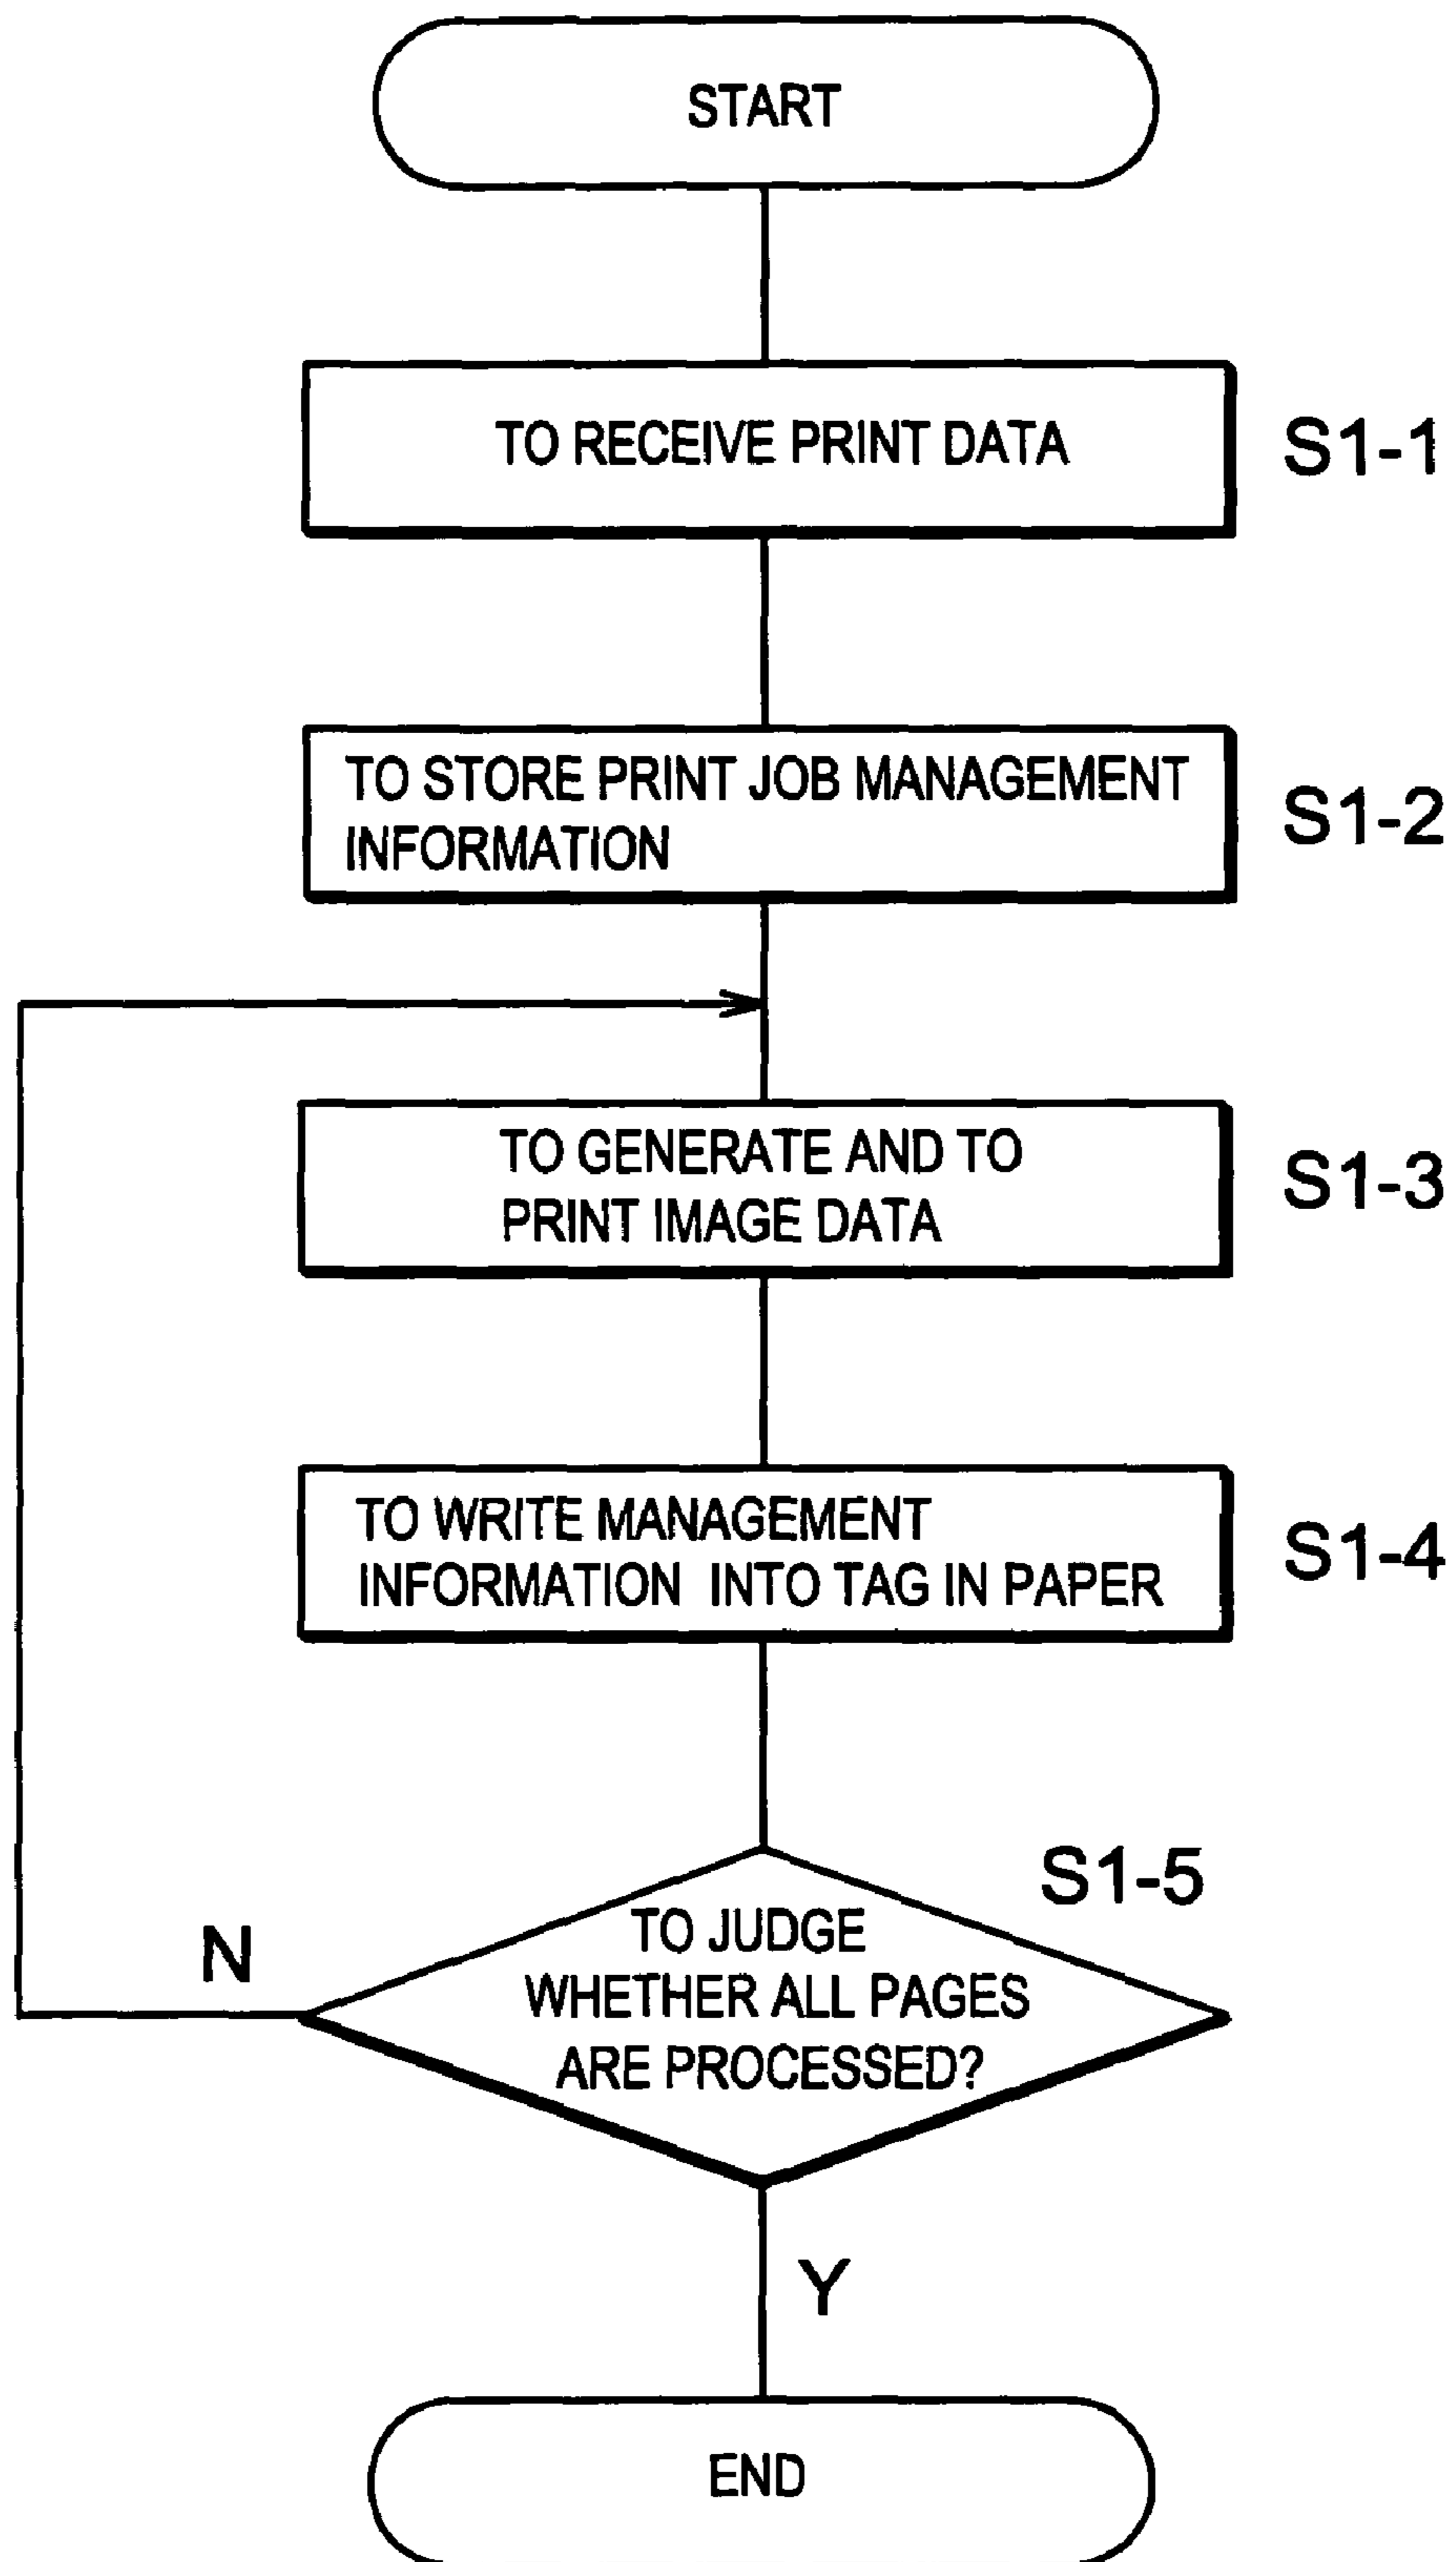 START
TO RECEIVE PRINT DATA
S1-1
TO STORE PRINT JOB MANAGEMENT
INFORMATION
S1-2
TO GENERATE AND TO
PRINT IMAGE DATA
S1-3
TO WRITE MANAGEMENT
INFORMATION INTO TAG IN PAPER
S1-4
S1-5
TO JUDGE
WHETHER ALL PAGES
ARE PROCESSED?
N
Y
END